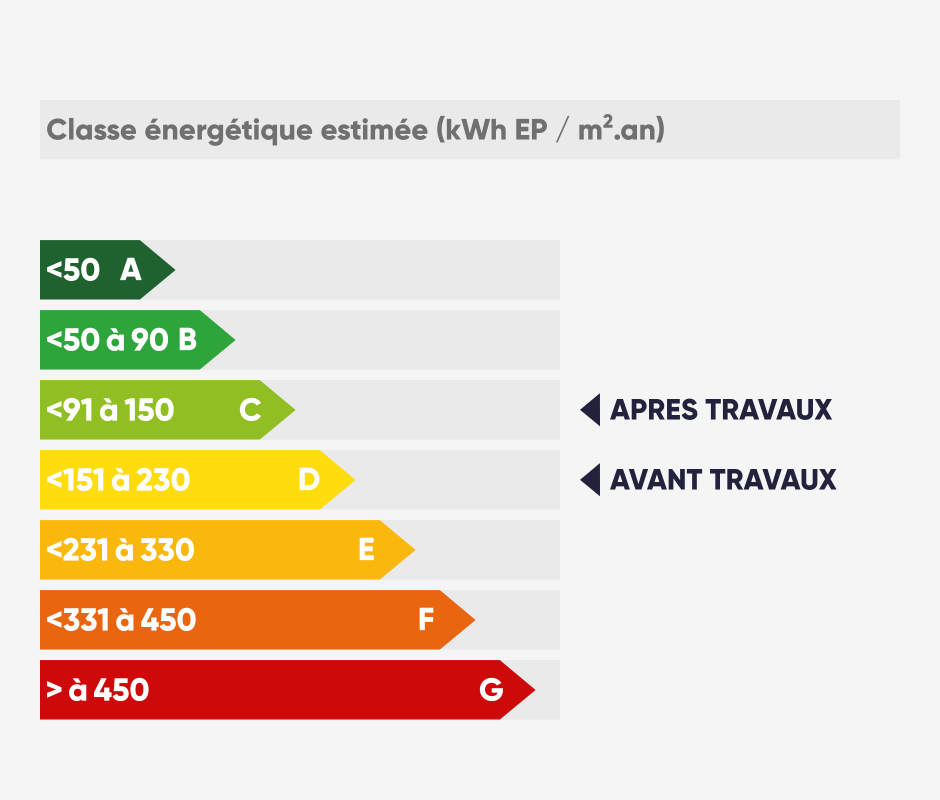 Classe énergétique estimée (kWh EP / m².an)
<50 A
<50 à 90 B
<91 à 150 C
APRES TRAVAUX
<151 à 230 D
AVANT TRAVAUX
<231 à 330 E
<331 à 450 F
> à 450 G